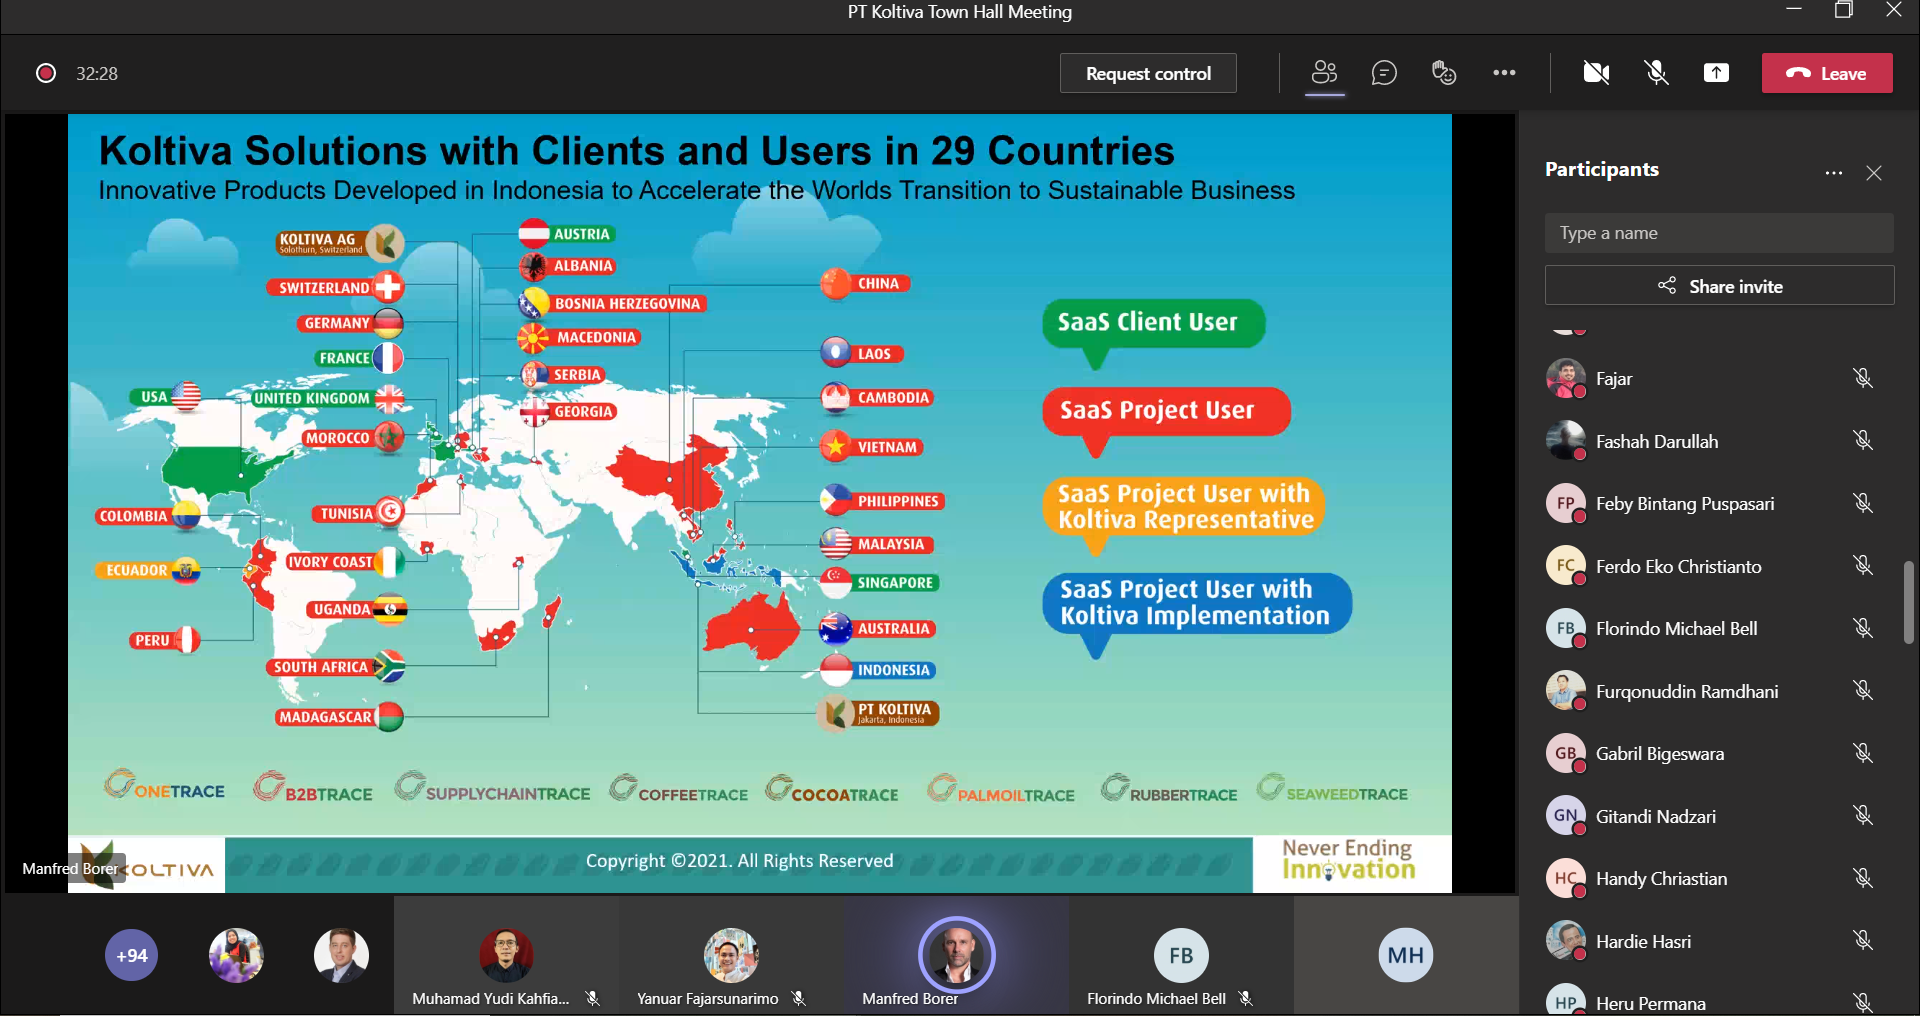 PT Koltiva Town Hall Meeting
32:28
Request control
Leave
Koltiva Solutions with Clients and Users in 29 Countries
Innovative Products Developed in Indonesia to Accelerate the Worlds Transition to Sustainable Business
KOLTIVA AG
Solothurn, Switzerland
SWITZERLAND
GERMANY
FRANCE
USA
UNITED KINGDOM
MOROCCO
COLOMBIA
TUNISIA
ECUADOR
IVORY COAST
UGANDA
PERU
SOUTH AFRICA
MADAGASCAR
AUSTRIA
ALBANIA
BOSNIA HERZEGOVINA
MACEDONIA
SERBIA
GEORGIA
CHINA
LAOS
CAMBODIA
VIETNAM
PHILIPPINES
MALAYSIA
SINGAPORE
AUSTRALIA
INDONESIA
PT KOLTIVA
Jakarta, Indonesia
SaaS Client User
SaaS Project User
SaaS Project User with
Koltiva Representative
SaaS Project User with
Koltiva Implementation
ONETRACE
B2BTRACE
SUPPLYCHAINTRACE
COFFEETRACE
COCOATRACE
PALMOILTRACE
RUBBERTRACE
SEAWEEDTRACE
Manfred Borer
KOLTIVA
Copyright ©2021. All Rights Reserved
Never Ending
Innovation
+94
Muhamad Yudi Kahfia...
Yanuar Fajarsunarimo
Manfred Borer
FB
Florindo Michael Bell
MH
Participants
Type a name
Share invite
Fajar
Fashah Darullah
FP Feby Bintang Puspasari
FC Ferdo Eko Christianto
FB Florindo Michael Bell
Furqonuddin Ramdhani
GB Gabril Bigeswara
GN Gitandi Nadzari
HC Handy Chriastian
Hardie Hasri
HP Heru Permana